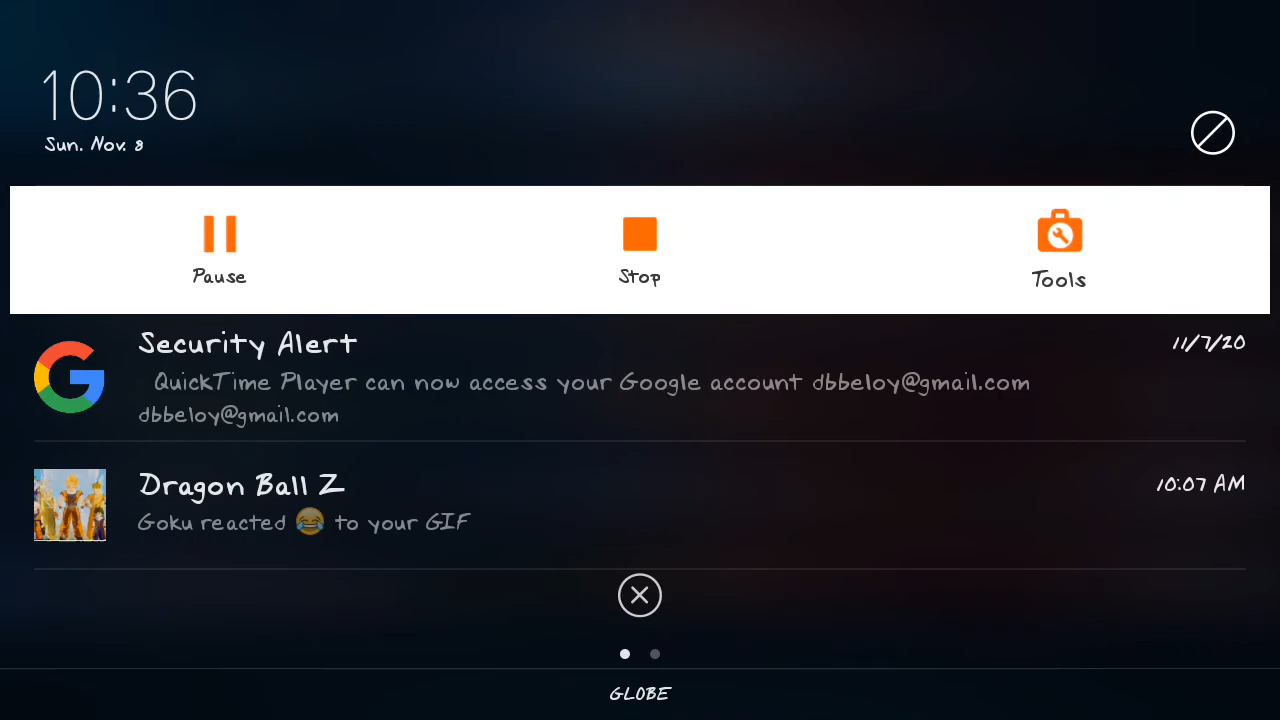 10:36
Sun. Nov. 8
Pause
Stop
Tools
Security Alert
11/7/20
QuickTime Player can now access your Google account dbbeloy@gmail.com
dbbeloy@gmail.com
Dragon Ball Z
10:07 AM
Goku reacted 😂 to your GIF
GLOBE